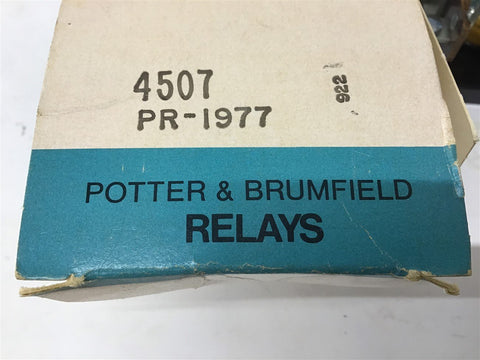 4507
922
PR-1977
POTTER & BRUMFIELD
RELAYS